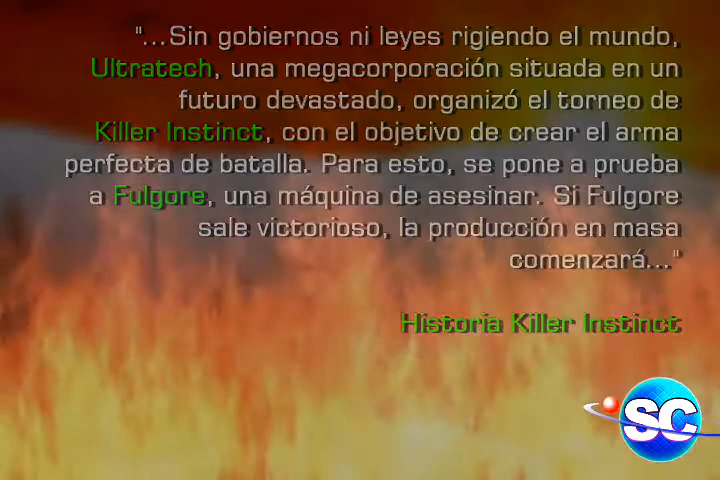 "...Sin gobiernos ni leyes rigiendo el mundo,
Ultratech, una megacorporación situada en un
futuro devastado, organizó el torneo de
Killer Instinct, con el objetivo de crear el arma
perfecta de batalla. Para esto, se pone a prueba
a Fulgore, una máquina de asesinar. Si Fulgore
sale victorioso, la producción en masa
comenzará..."
Historia Killer Instinct
SC